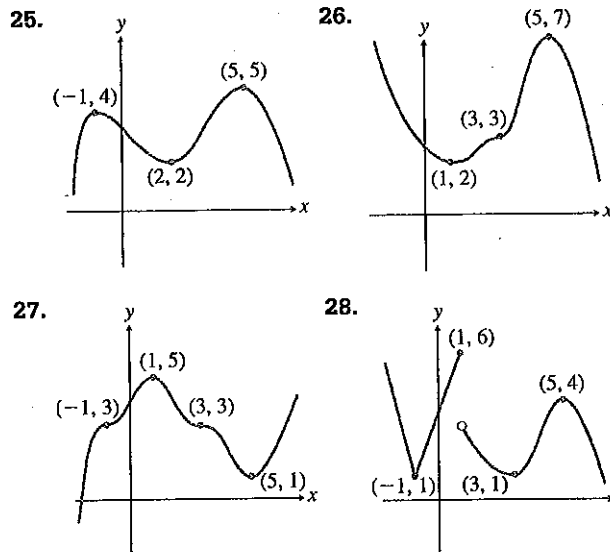 25.
y
(−1, 4)
(5, 5)
(2, 2)
x
26.
y
(5, 7)
(3, 3)
(1, 2)
x
27.
y
(1, 5)
(−1, 3)
(3, 3)
(5, 1)
x
28.
y
(1, 6)
(5, 4)
(−1, 1)
(3, 1)
x